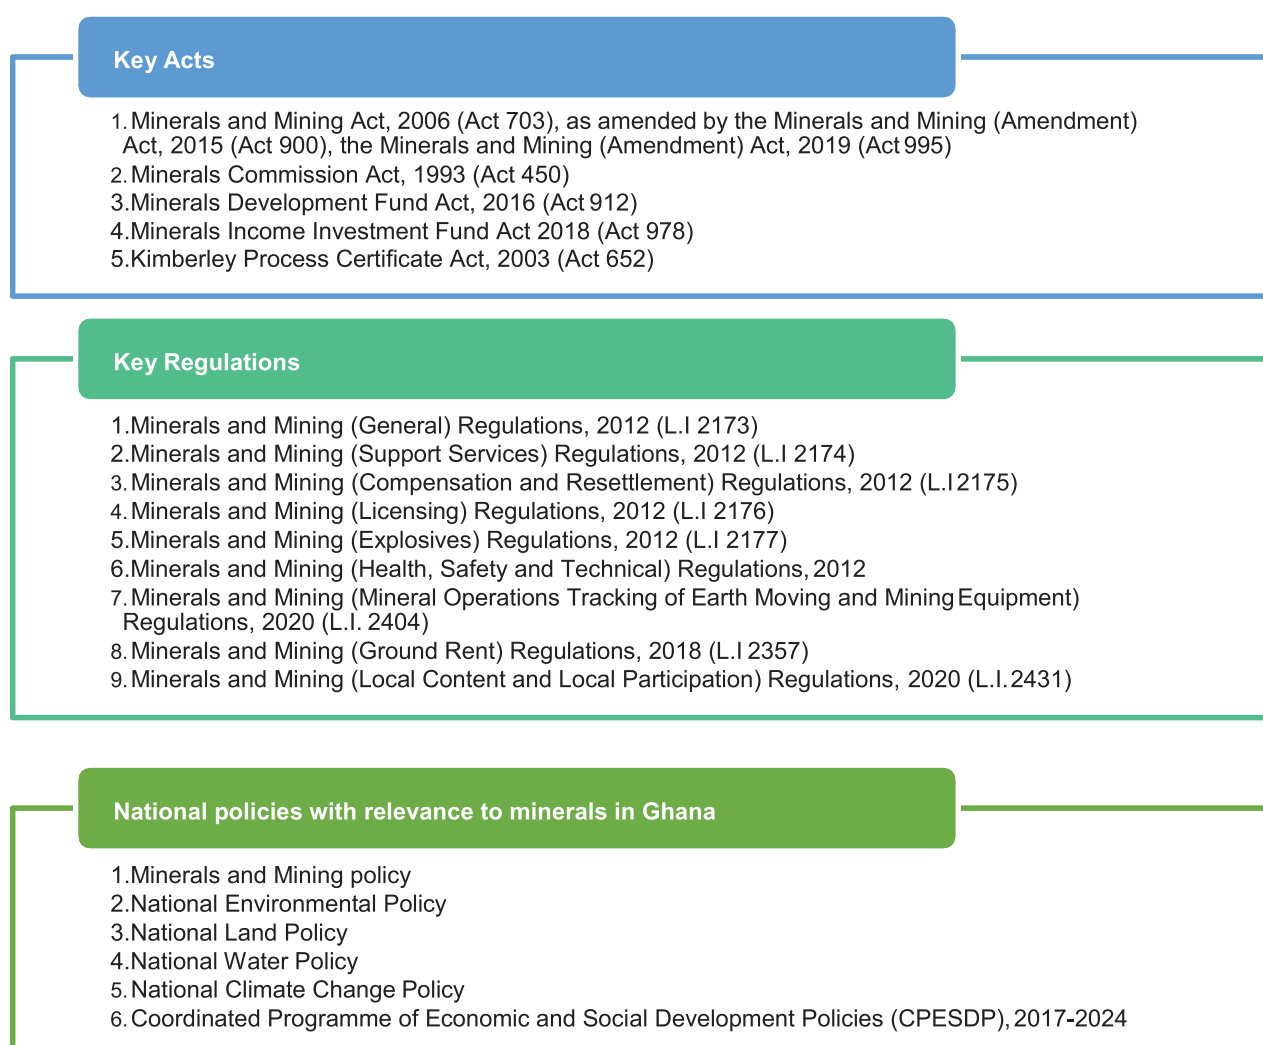 Key Acts
1.Minerals and Mining Act, 2006 (Act 703), as amended by the Minerals and Mining (Amendment)
Act, 2015 (Act 900), the Minerals and Mining (Amendment) Act, 2019 (Act 995)
2.Minerals Commission Act, 1993 (Act 450)
3.Minerals Development Fund Act, 2016 (Act 912)
4.Minerals Income Investment Fund Act 2018 (Act 978)
5.Kimberley Process Certificate Act, 2003 (Act 652)
Key Regulations
1.Minerals and Mining (General) Regulations, 2012 (L.I 2173)
2.Minerals and Mining (Support Services) Regulations, 2012 (L.I 2174)
3.Minerals and Mining (Compensation and Resettlement) Regulations, 2012 (L.I 2175)
4.Minerals and Mining (Licensing) Regulations, 2012 (L.I 2176)
5.Minerals and Mining (Explosives) Regulations, 2012 (L.I 2177)
6.Minerals and Mining (Health, Safety and Technical) Regulations, 2012
7.Minerals and Mining (Mineral Operations Tracking of Earth Moving and Mining Equipment)
Regulations, 2020 (L.I. 2404)
8.Minerals and Mining (Ground Rent) Regulations, 2018 (L.I 2357)
9.Minerals and Mining (Local Content and Local Participation) Regulations, 2020 (L.I. 2431)
National policies with relevance to minerals in Ghana
1.Minerals and Mining policy
2.National Environmental Policy
3.National Land Policy
4.National Water Policy
5.National Climate Change Policy
6.Coordinated Programme of Economic and Social Development Policies (CPESDP), 2017-2024